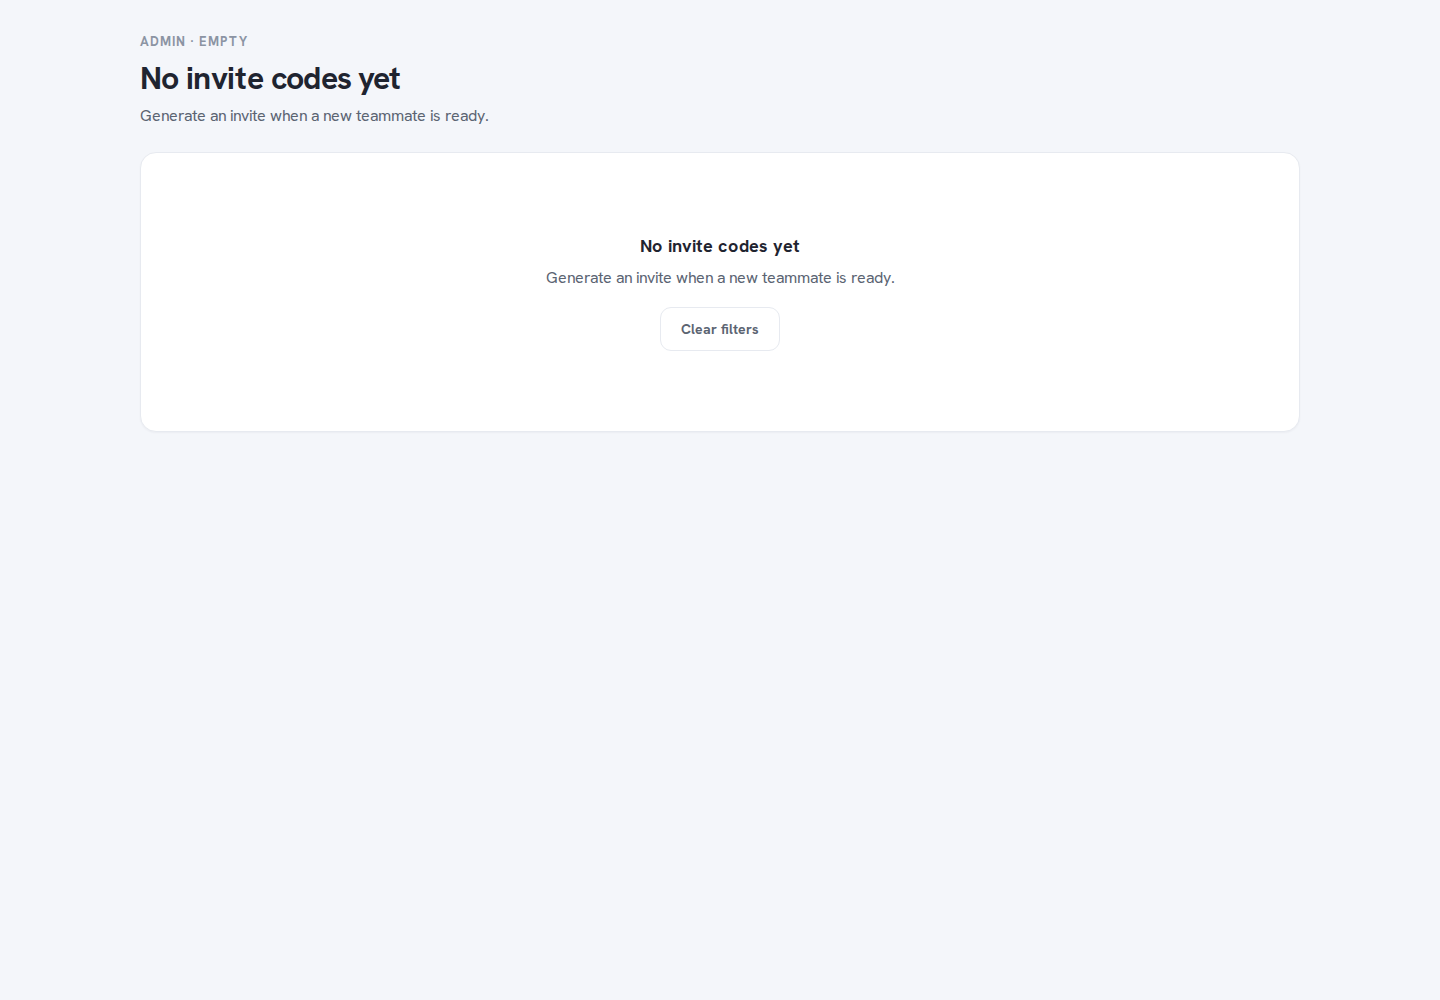 ADMIN · EMPTY
No invite codes yet
Generate an invite when a new teammate is ready.
No invite codes yet
Generate an invite when a new teammate is ready.
Clear filters